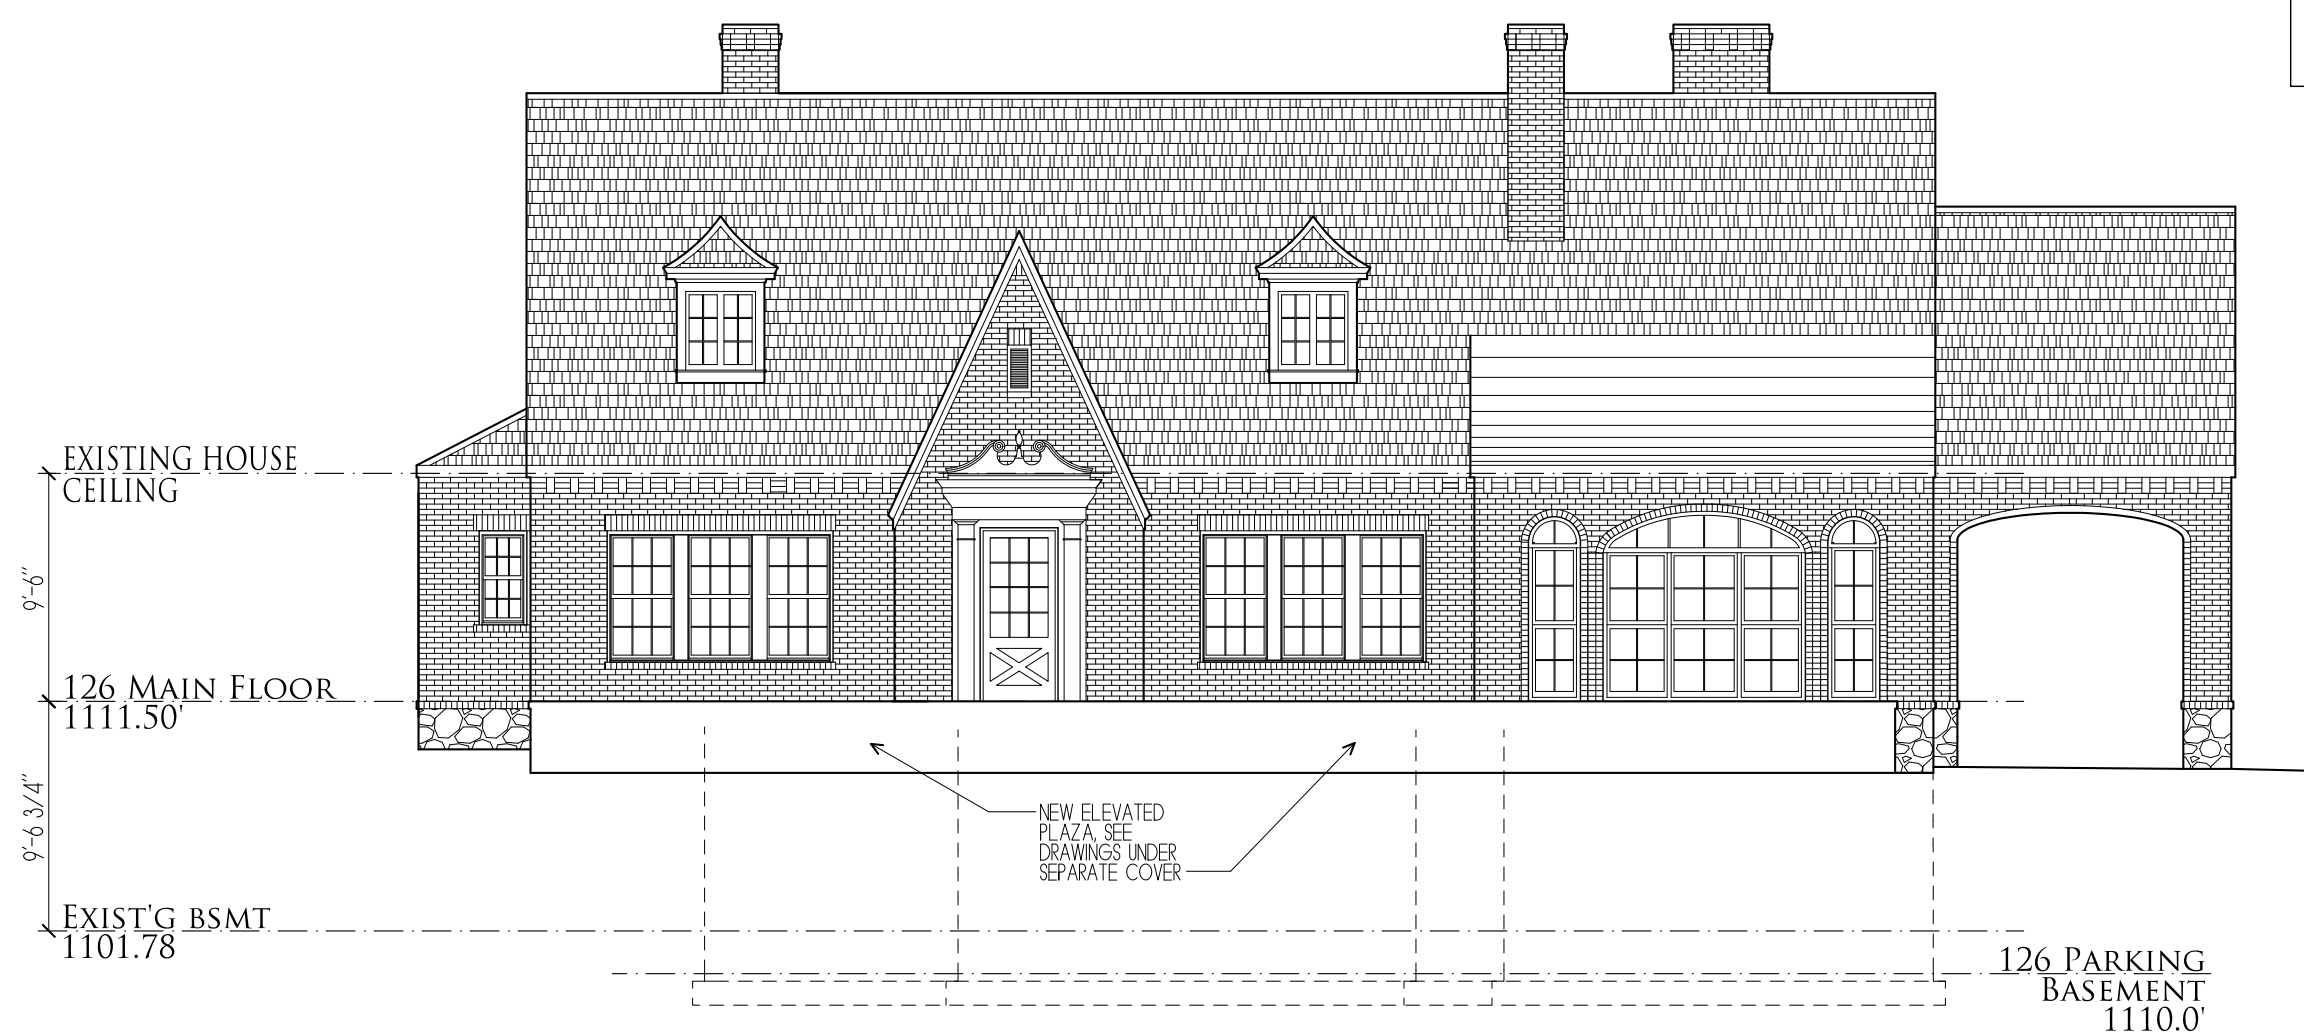 EXISTING HOUSE
CEILING
9'-6"
126 MAIN FLOOR
1111.50'
9'-6 3/4"
NEW ELEVATED
PLAZA, SEE
DRAWINGS UNDER
SEPARATE COVER
EXIST'G BSMT
1101.78
126 PARKING
BASEMENT
1110.0'